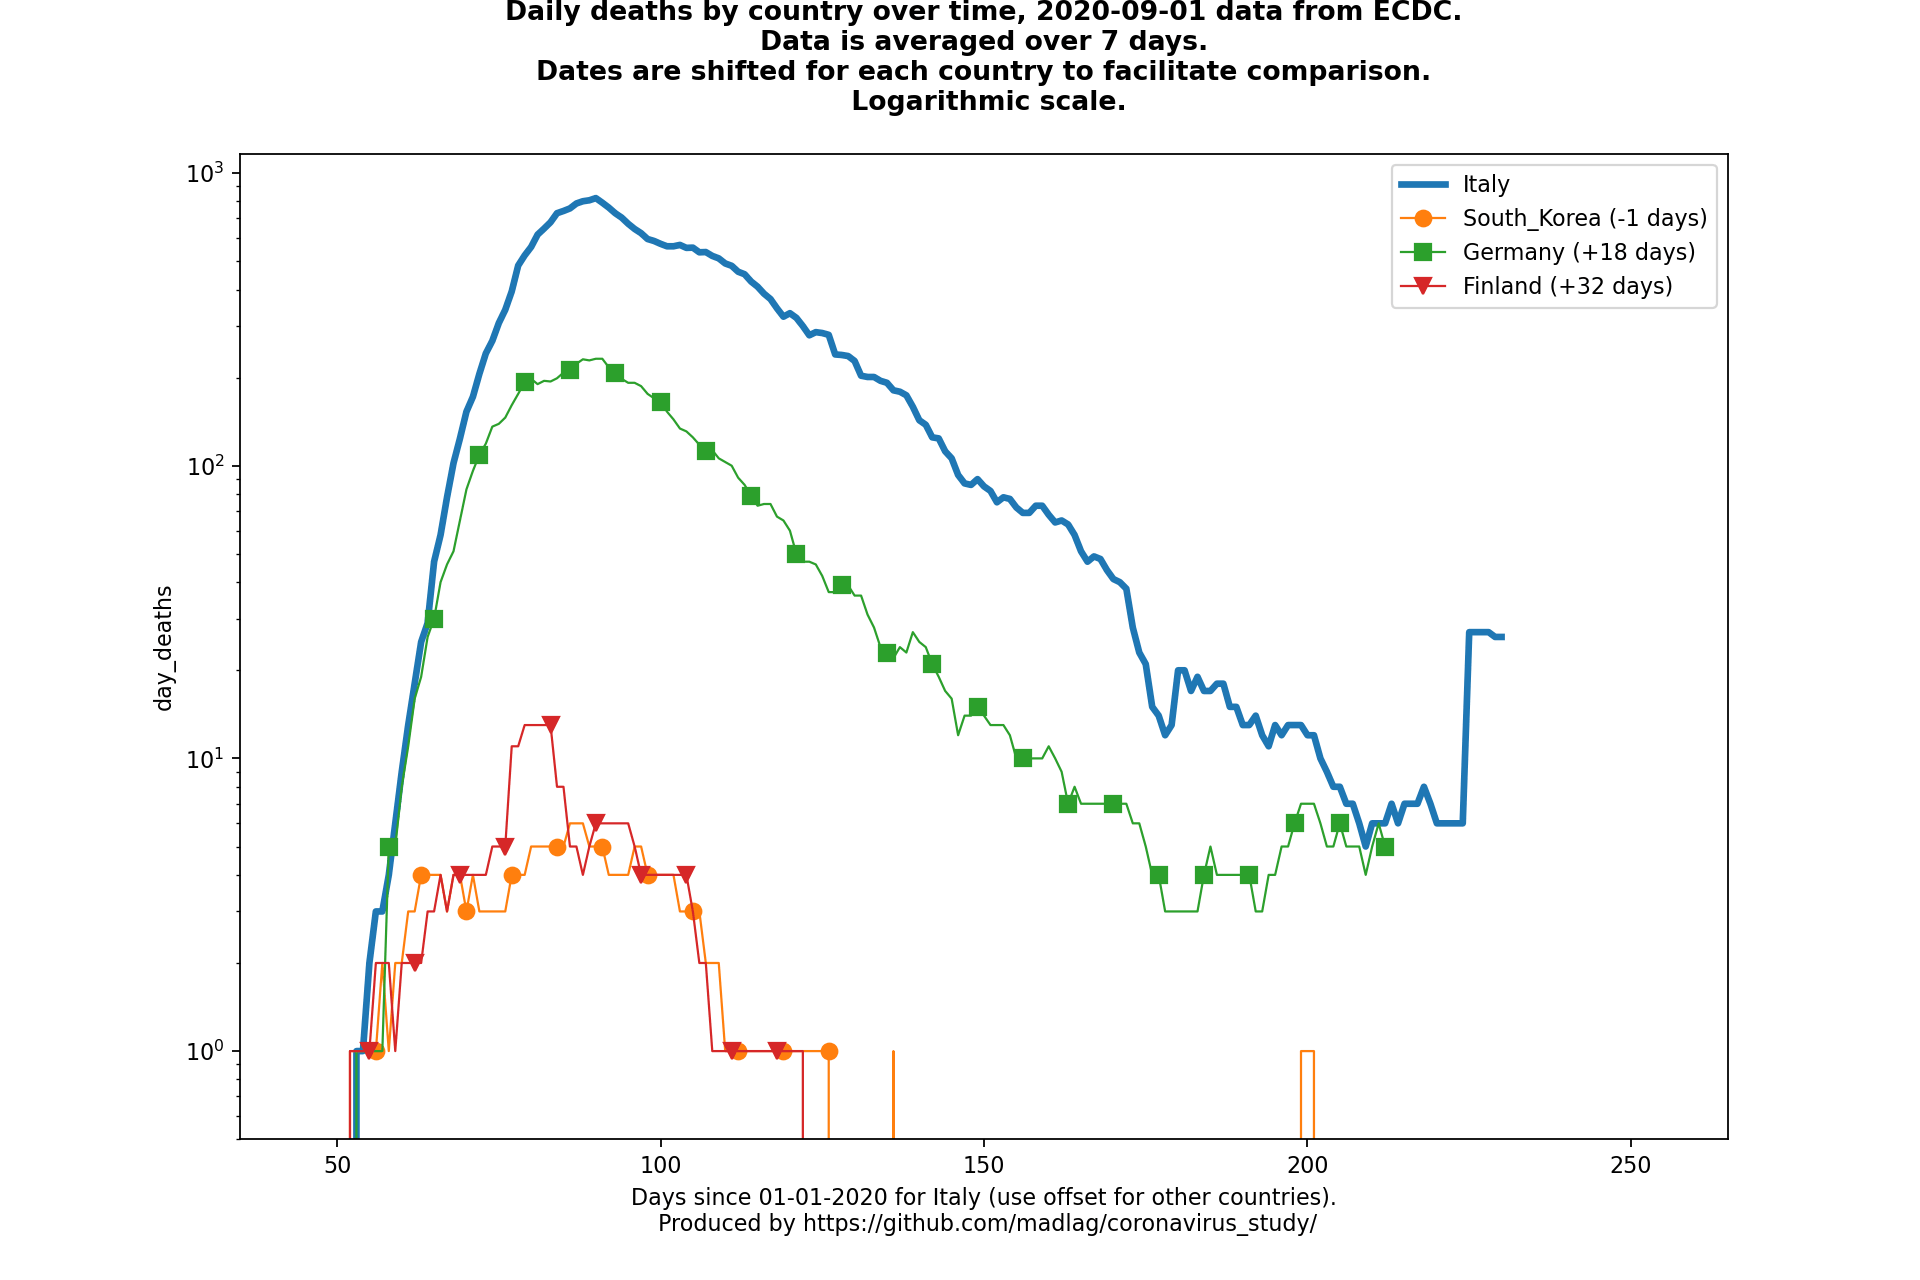 Daily deaths by country over time, 2020-09-01 data from ECDC.
Data is averaged over 7 days.
Dates are shifted for each country to facilitate comparison.
Logarithmic scale.
10³
10²
10¹
10⁰
day_deaths
Italy
South_Korea (-1 days)
Germany (+18 days)
Finland (+32 days)
50 100 150 200 250
Days since 01-01-2020 for Italy (use offset for other countries).
Produced by https://github.com/madlag/coronavirus_study/